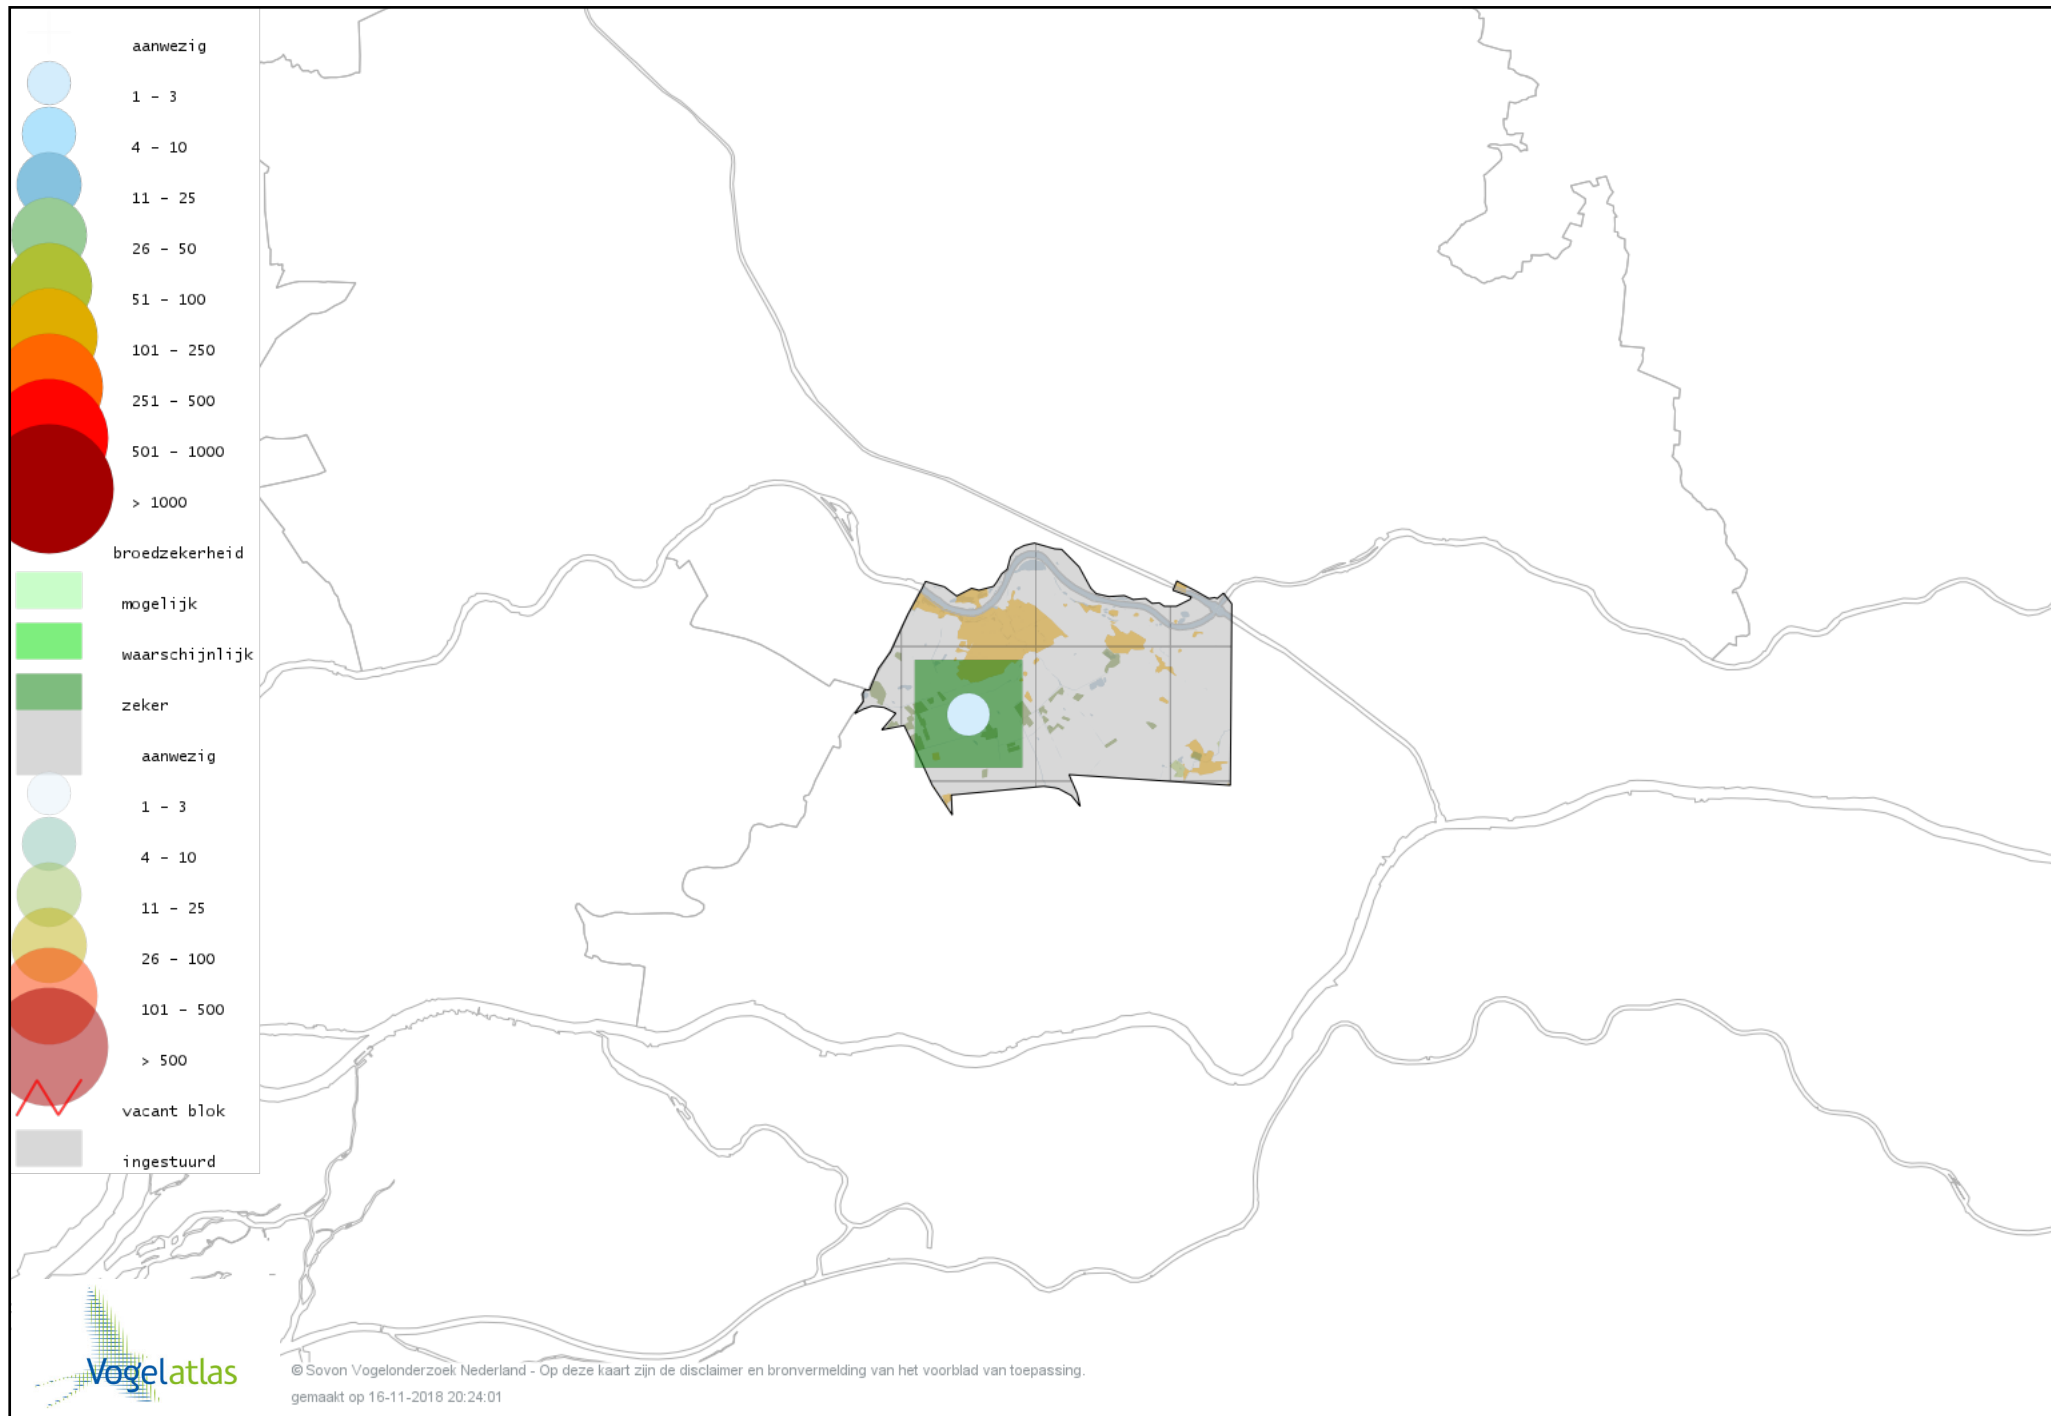 aanwezig
1 - 3
4 - 10
11 - 25
26 - 50
51 - 100
101 - 250
251 - 500
501 - 1000
> 1000
broedzekerheid
mogelijk
waarschijnlijk
zeker
aanwezig
1 - 3
4 - 10
11 - 25
26 - 100
101 - 500
> 500
vacant blok
ingestuurd
Vogelatlas
© Sovon Vogelonderzoek Nederland - Op deze kaart zijn de disclaimer en bronvermelding van het voorblad van toepassing.
gemaakt op 16-11-2018 20:24:01